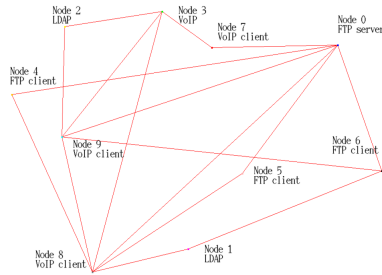 Node 2
LDAP
Node 3
VoIP
Node 0
FTP server
Node 7
VoIP client
Node 4
FTP client
Node 9
VoIP client
Node 6
FTP client
Node 5
FTP client
Node 1
LDAP
Node 8
VoIP client